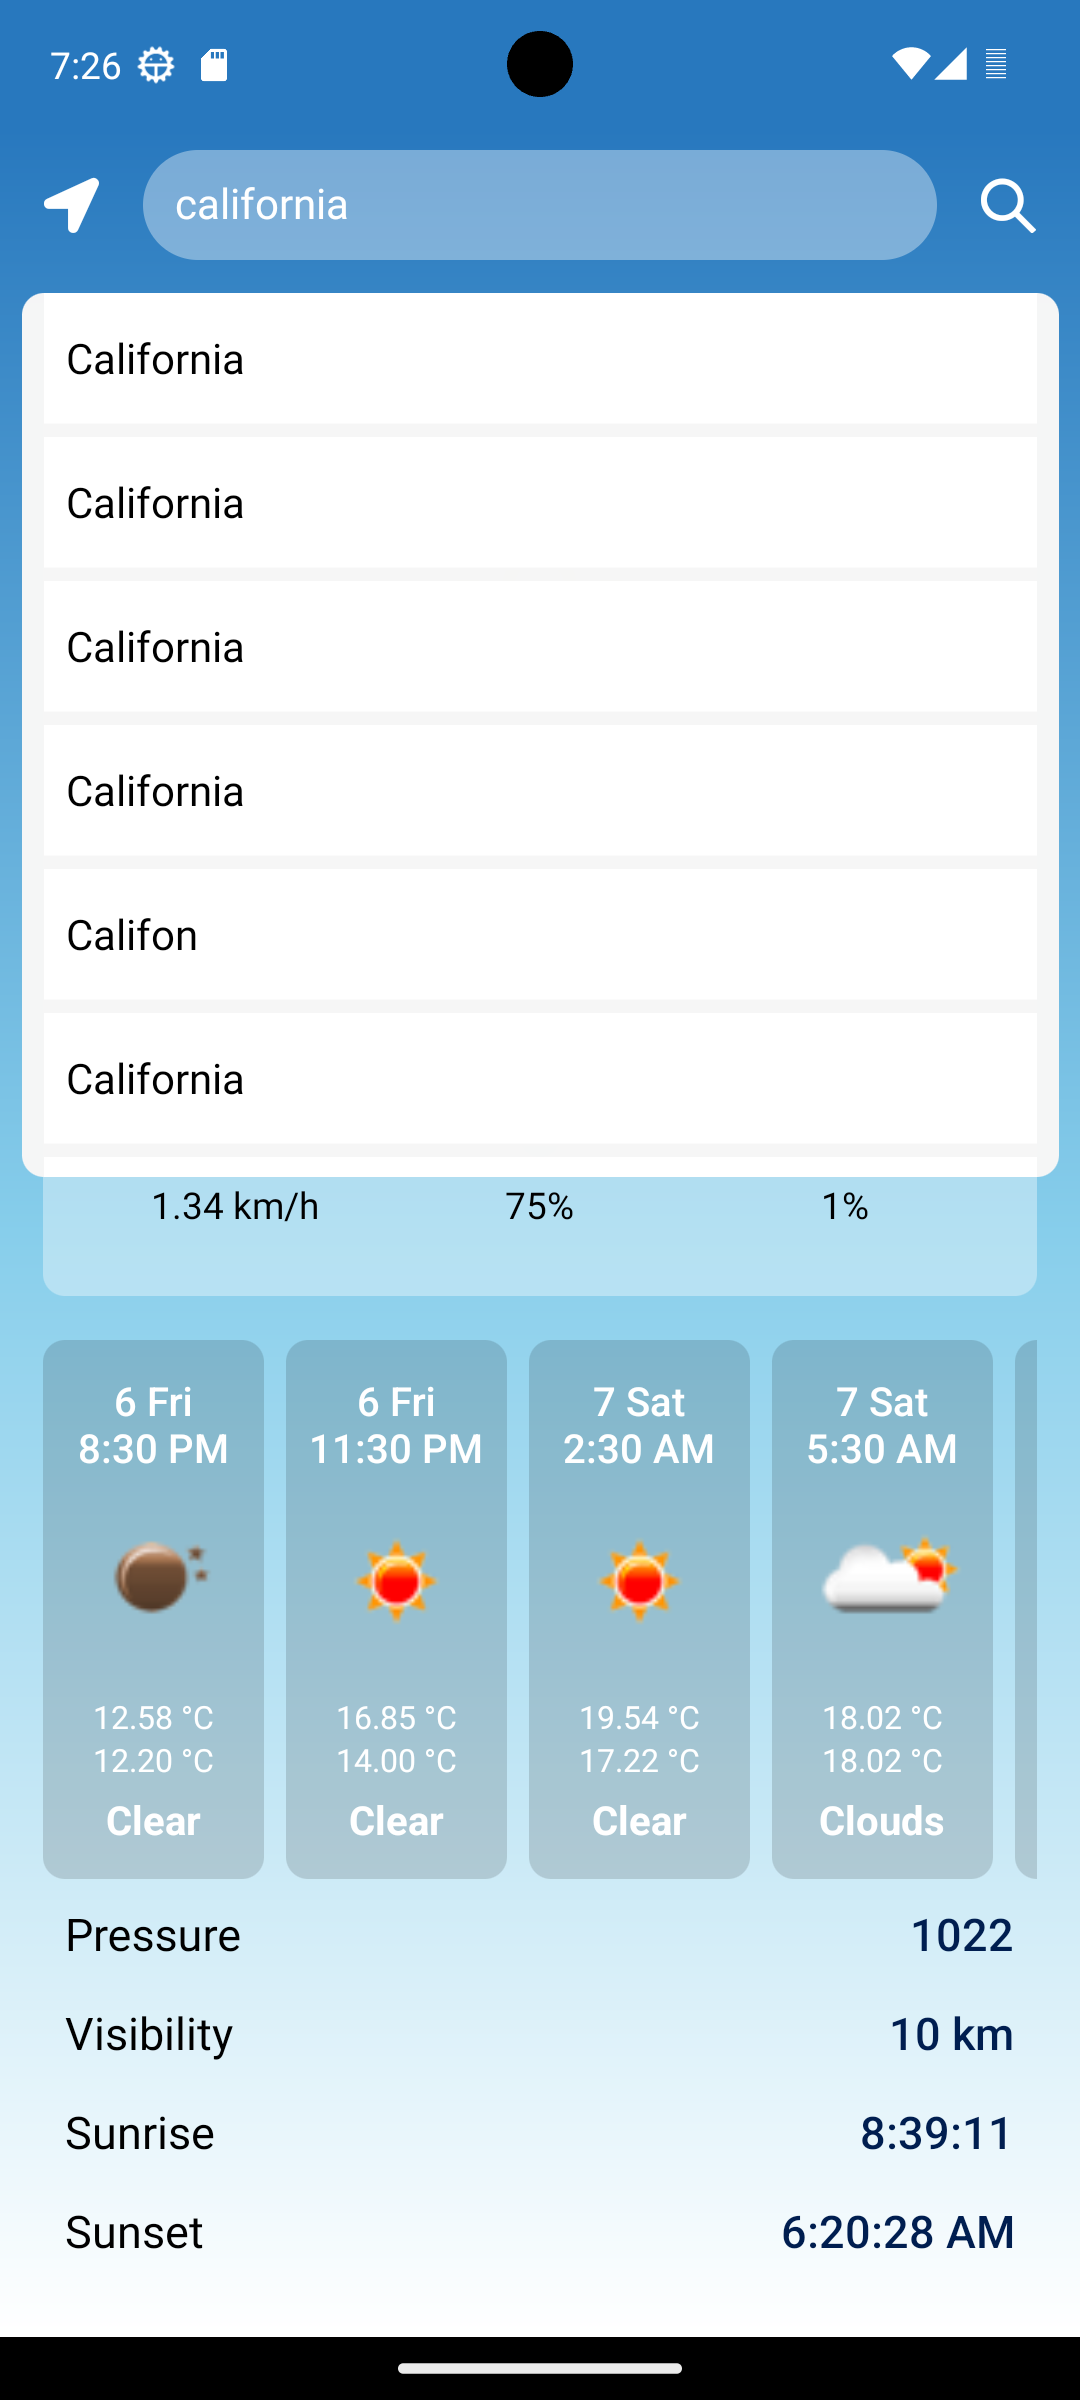 7:26
california
California
California
California
California
Califon
California
1.34 km/h 75% 1%
6 Fri 6 Fri 7 Sat 7 Sat
8:30 PM 11:30 PM 2:30 AM 5:30 AM
12.58 °C 16.85 °C 19.54 °C 18.02 °C
12.20 °C 14.00 °C 17.22 °C 18.02 °C
Clear Clear Clear Clouds
Pressure 1022
Visibility 10 km
Sunrise 8:39:11
Sunset 6:20:28 AM